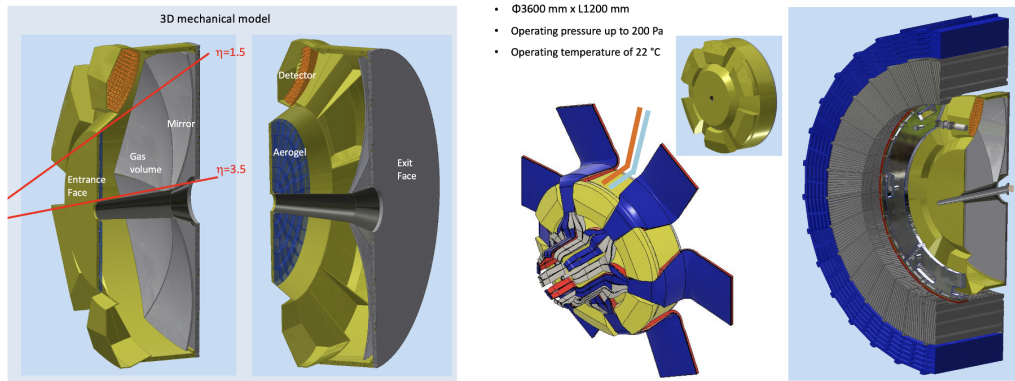 3D mechanical model
η=1.5
Mirror
Gas
volume
η=3.5
Entrance
Face
Detector
Aerogel
Exit
Face
• Φ3600 mm x L1200 mm
• Operating pressure up to 200 Pa
• Operating temperature of 22 °C